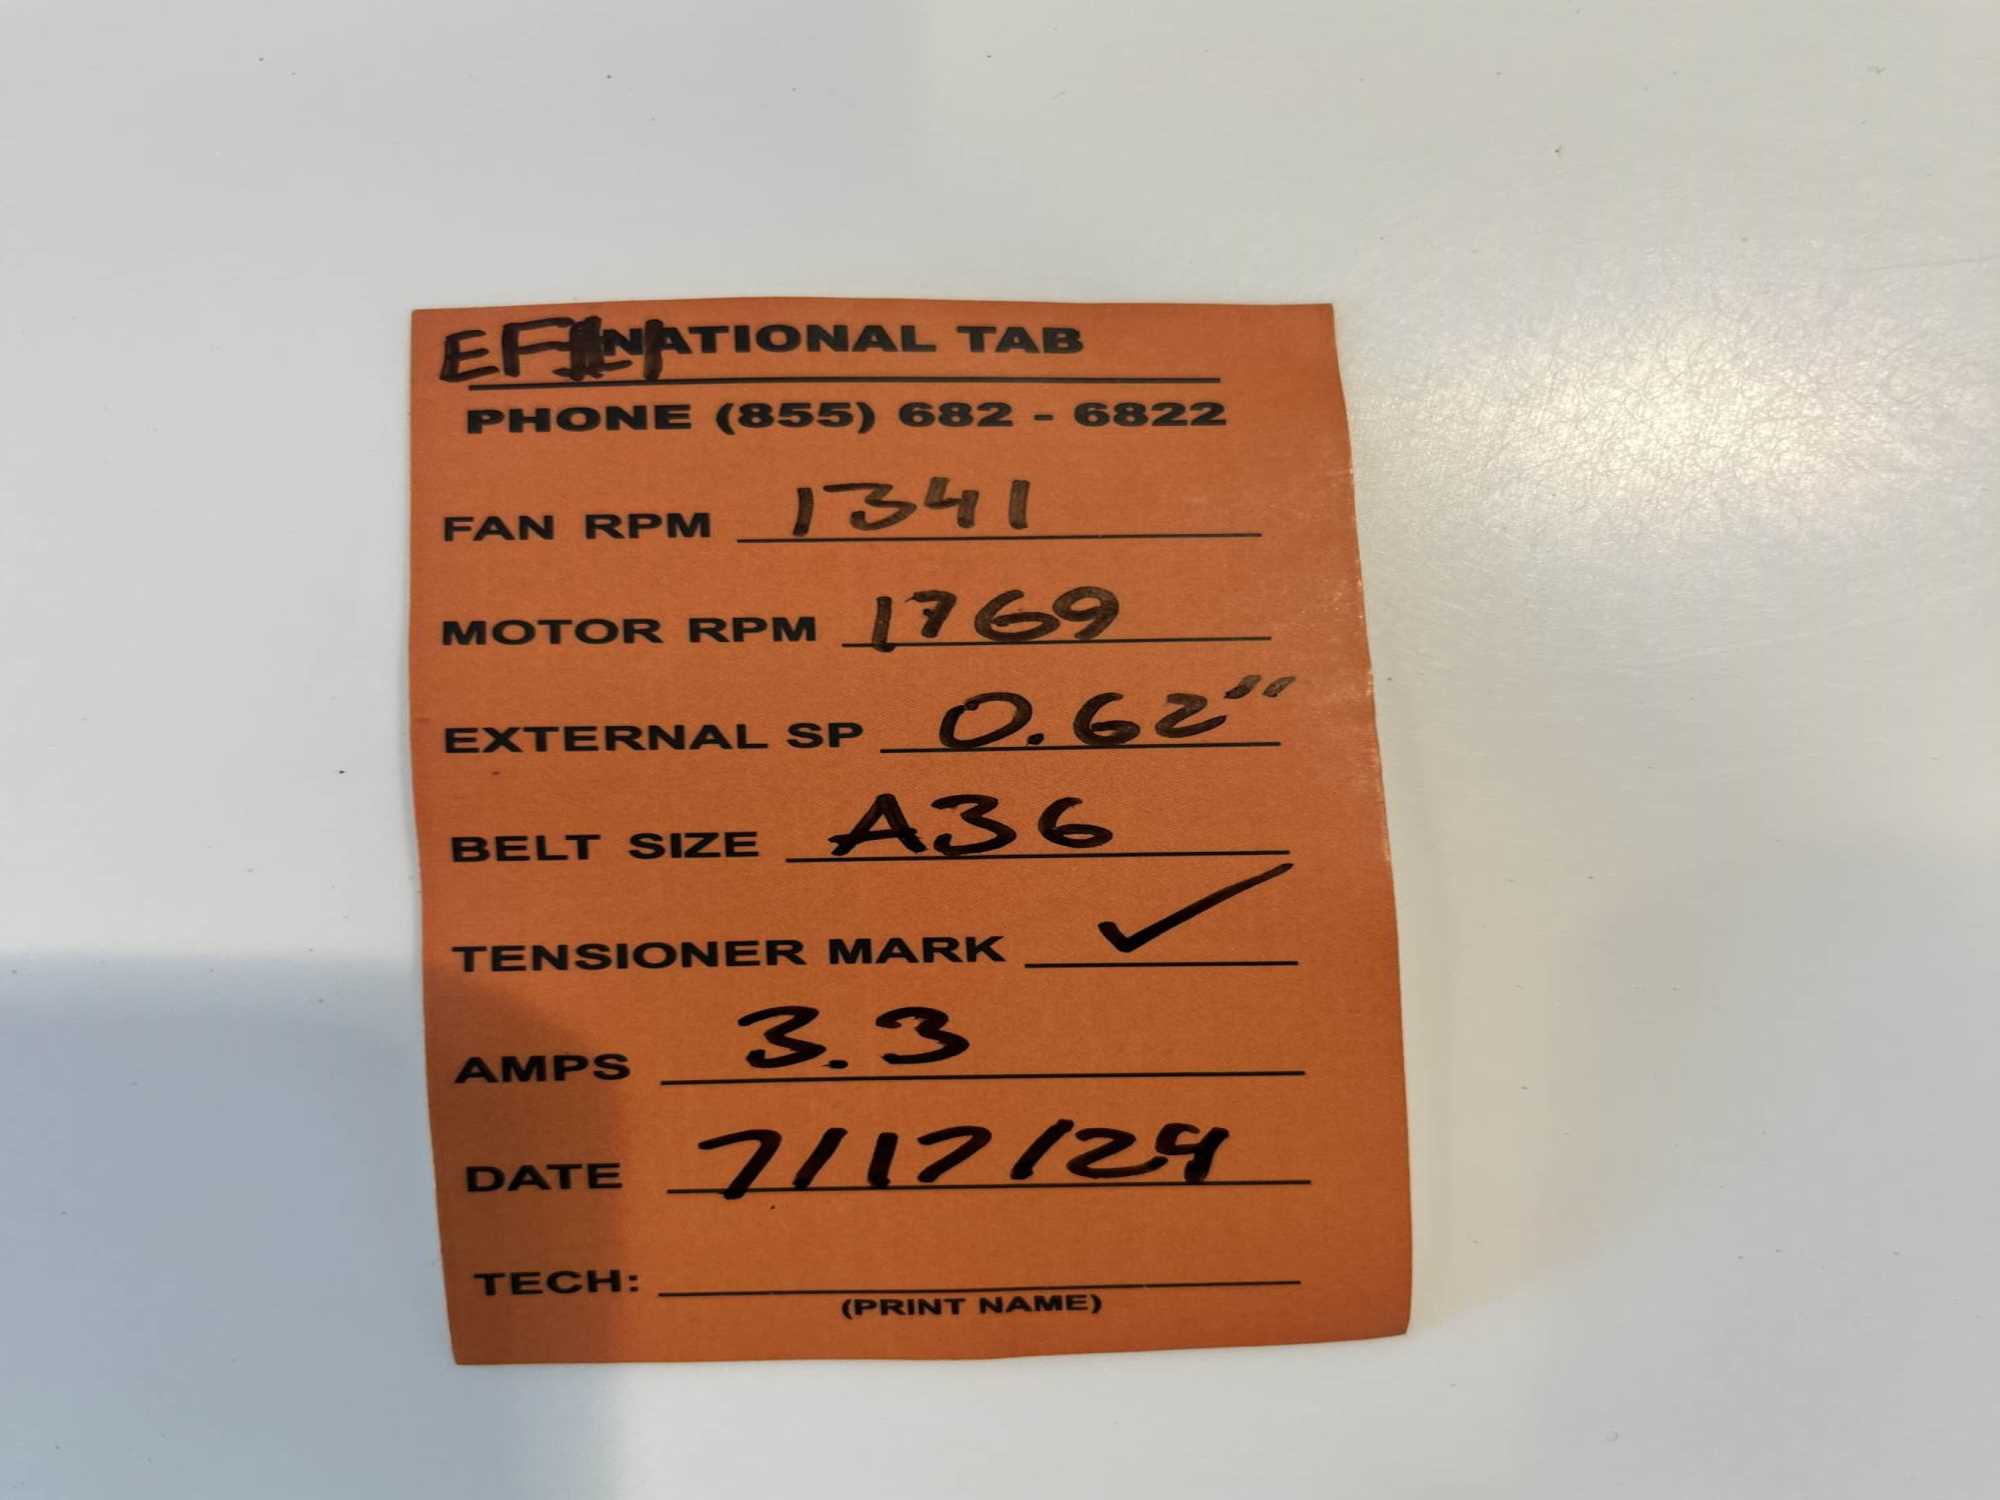 EF#1 NATIONAL TAB
PHONE (855) 682 - 6822
FAN RPM 1341
MOTOR RPM 1769
EXTERNAL SP 0.62"
BELT SIZE A36
TENSIONER MARK ✓
AMPS 3.3
DATE 7/17/24
TECH:
(PRINT NAME)